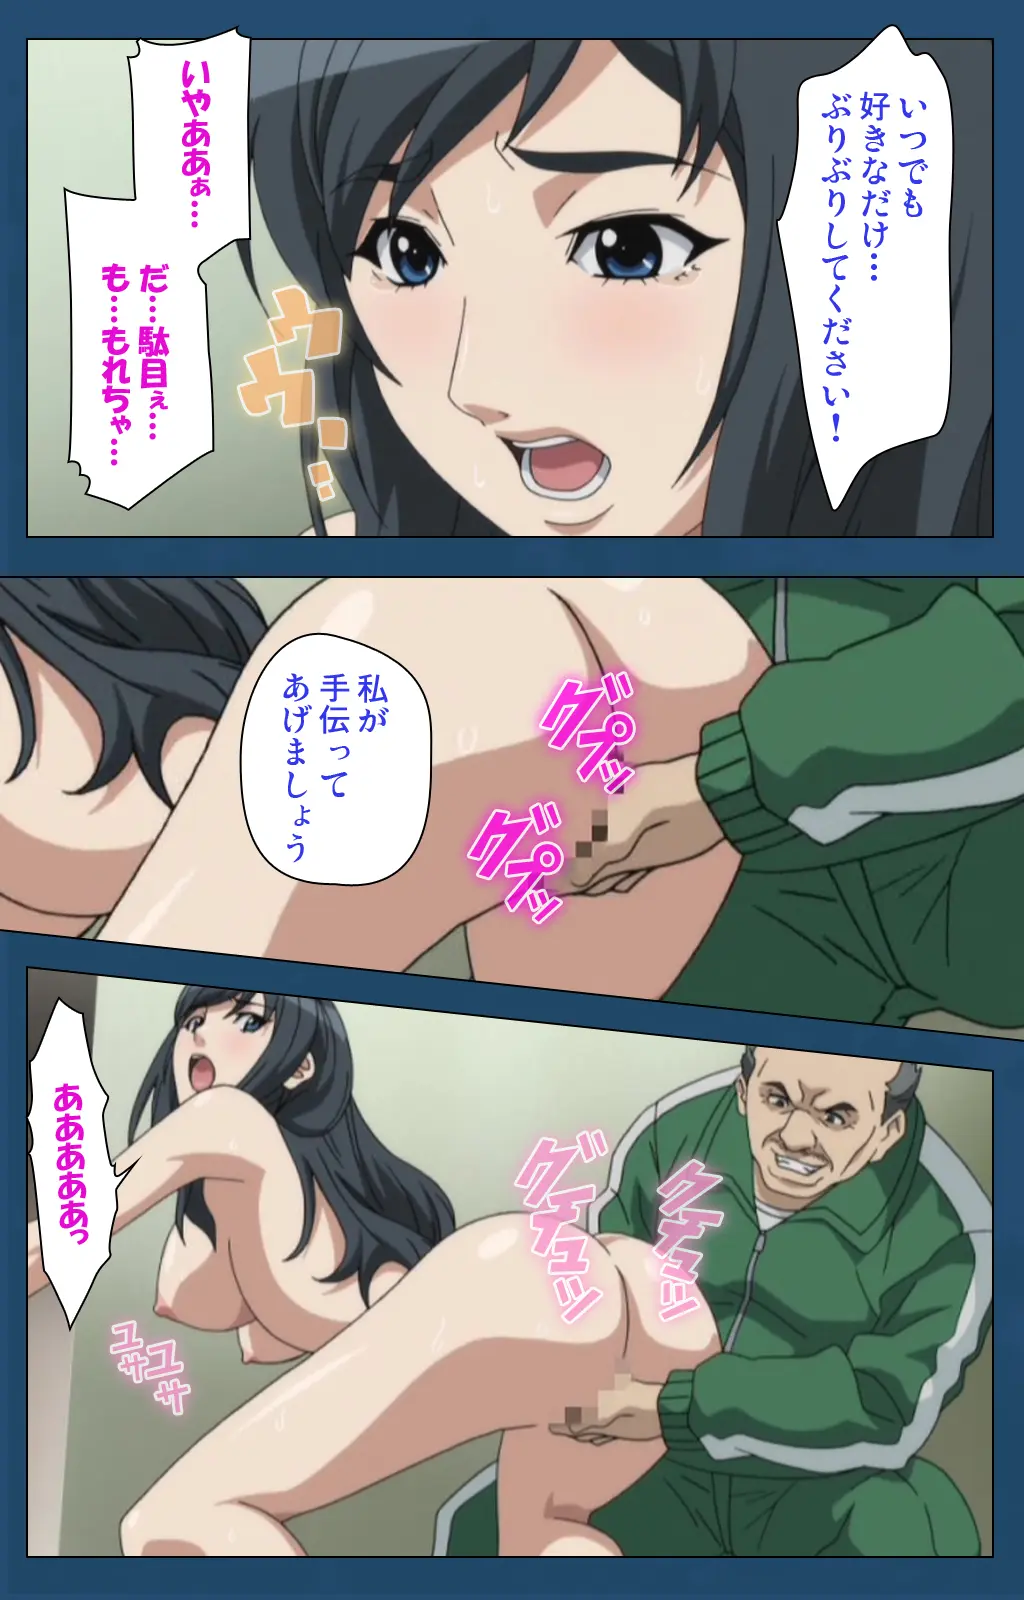 いつでも
好きなだけ…
ぶりぶりしてください！
いやああぁ…
だ…駄目ぇ…
も…もれちゃ…
ウウ…
私が
手伝って
あげましょう
グプッ
グプッ
ああああっ
グチュッ
クチュッ
ユサ
ユサ